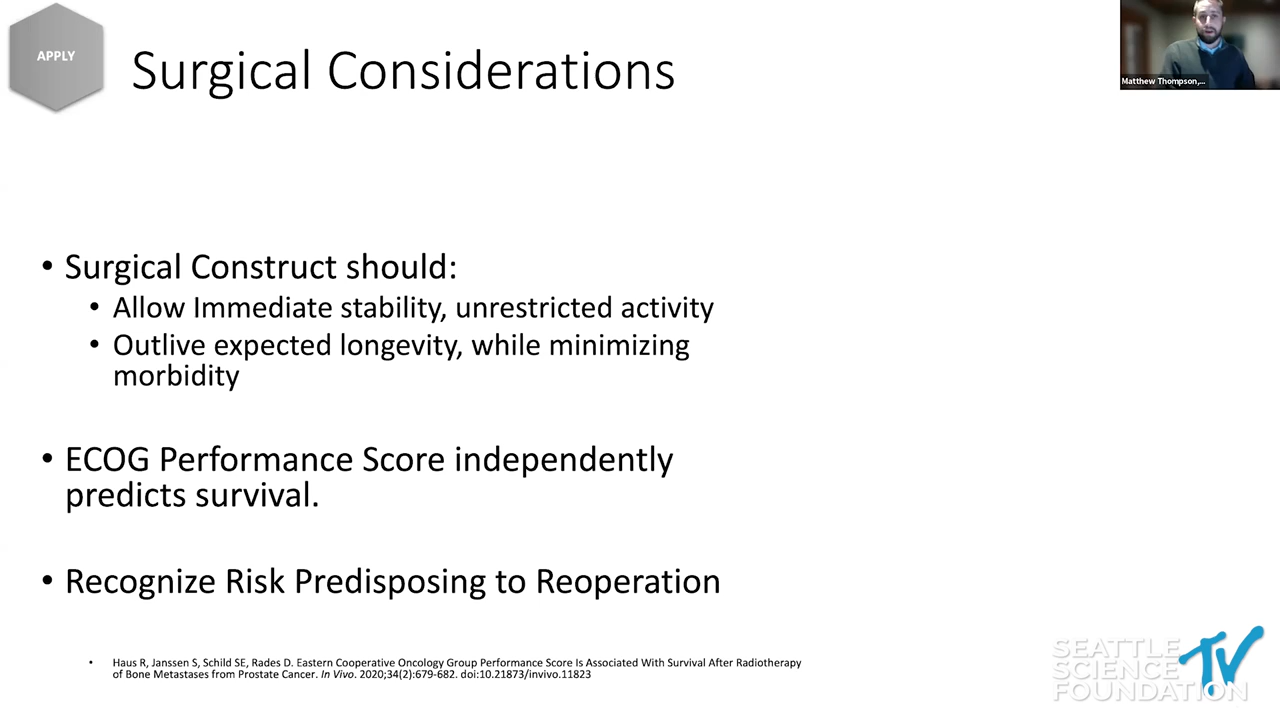 APPLY
Surgical Considerations
Matthew Thompson,...
• Surgical Construct should:
• Allow Immediate stability, unrestricted activity
• Outlive expected longevity, while minimizing
morbidity
• ECOG Performance Score independently
predicts survival.
• Recognize Risk Predisposing to Reoperation
• Haus R, Janssen S, Schild SE, Rades D. Eastern Cooperative Oncology Group Performance Score Is Associated With Survival After Radiotherapy
of Bone Metastases from Prostate Cancer. In Vivo. 2020;34(2):679-682. doi:10.21873/invivo.11823
SEATTLE
SCIENCE
FOUNDATION
TV